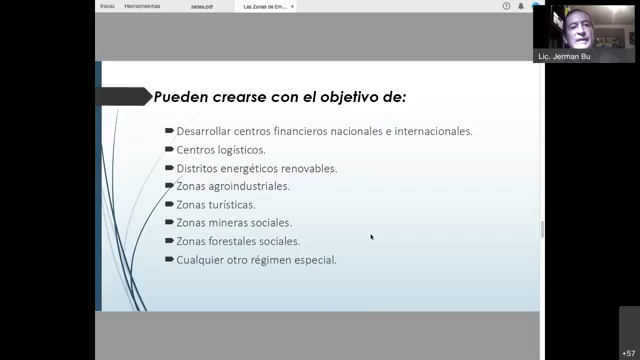 Inicio Herramientas zedes.pdf Las Zonas de Em... ×
Lic. Jerman Bu
Pueden crearse con el objetivo de:
Desarrollar centros financieros nacionales e internacionales.
Centros logísticos.
Distritos energéticos renovables.
Zonas agroindustriales.
Zonas turísticas.
Zonas mineras sociales.
Zonas forestales sociales.
Cualquier otro régimen especial.
+57